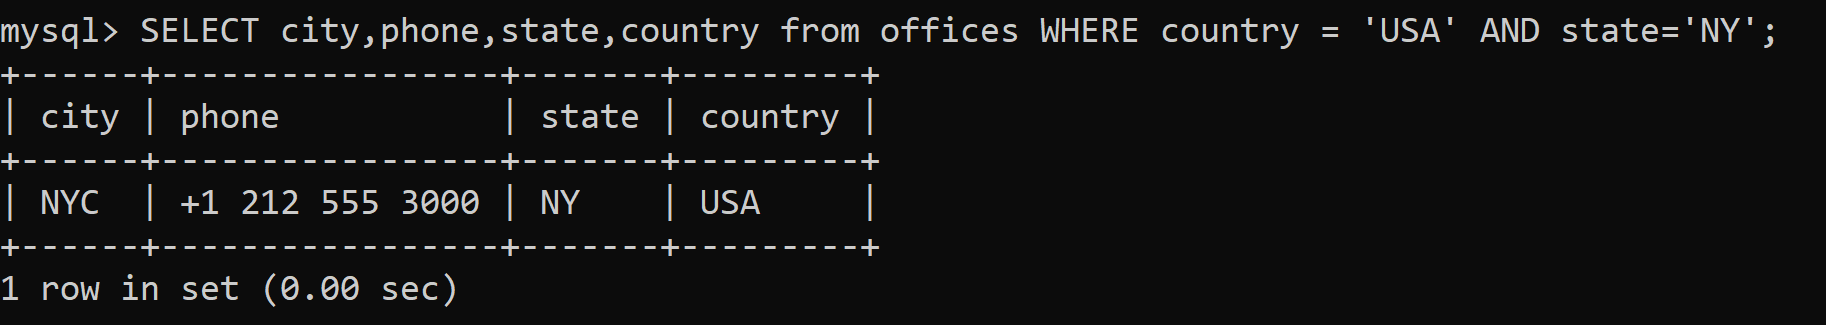 mysql> SELECT city,phone,state,country from offices WHERE country = 'USA' AND state='NY';
+------+-----------------+-------+---------+
| city | phone           | state | country |
+------+-----------------+-------+---------+
| NYC  | +1 212 555 3000 | NY    | USA     |
+------+-----------------+-------+---------+
1 row in set (0.00 sec)